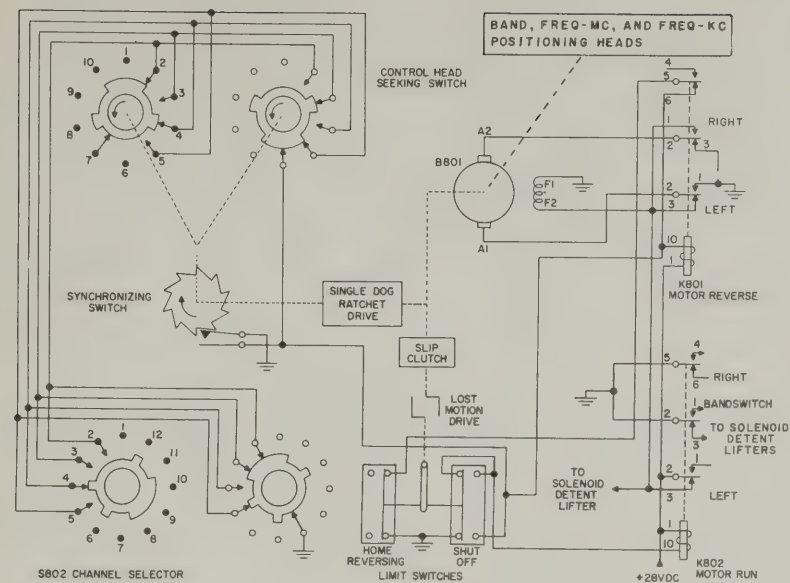 BAND, FREQ-MC, AND FREQ-KC
POSITIONING HEADS
CONTROL HEAD
SEEKING SWITCH
1
2
3
4
5
6
7
8
9
10
SYNCHRONIZING
SWITCH
SINGLE DOG
RATCHET
DRIVE
SLIP
CLUTCH
LOST
MOTION
DRIVE
B801
A2
A1
F1
F2
4
5
6
1
RIGHT
2
3
1
2
3
LEFT
10
1
K801
MOTOR REVERSE
4
5
6
RIGHT
1
BANDSWITCH
2
3
TO SOLENOID
DETENT
LIFTERS
1
2
3
LEFT
TO
SOLENOID
DETENT
LIFTER
1
10
K802
MOTOR RUN
+28VDC
1
2
3
4
5
6
7
8
9
10
11
12
S802 CHANNEL SELECTOR
HOME
REVERSING
SHUT
OFF
LIMIT SWITCHES